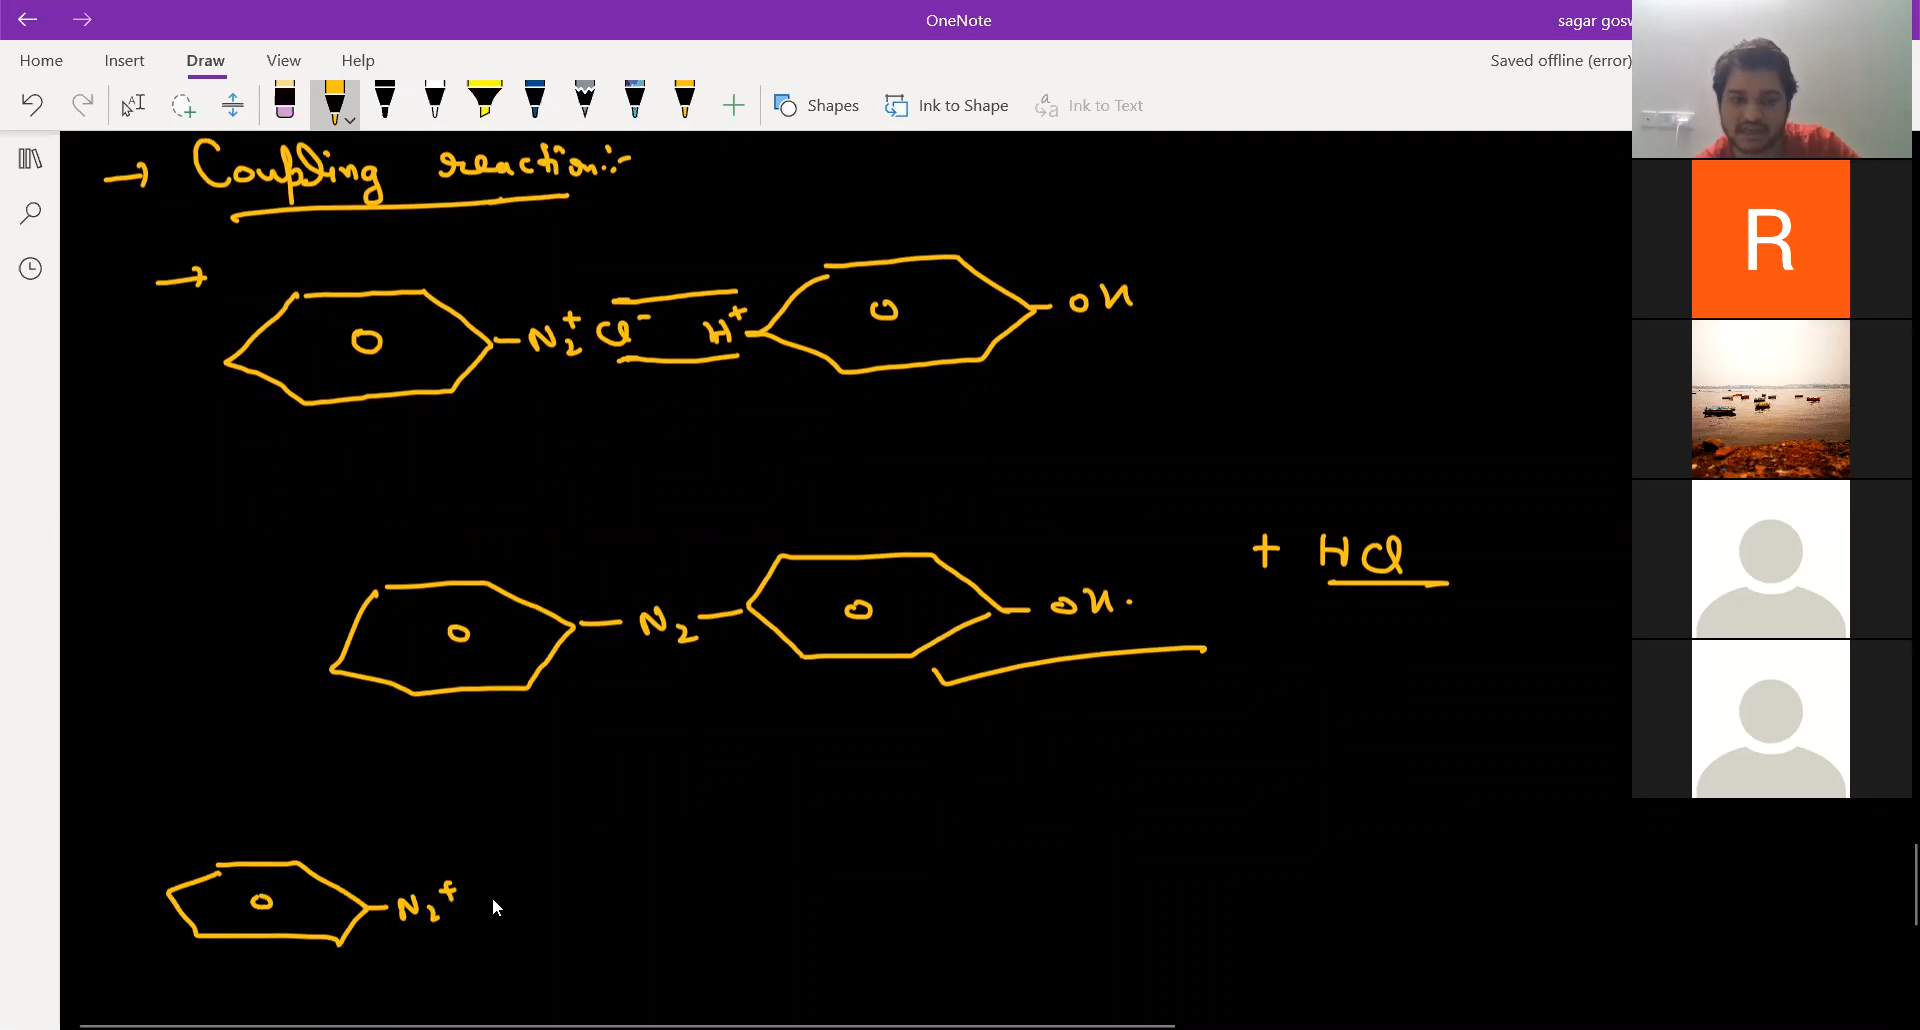 OneNote
sagar gosw
Home Insert Draw View Help
Saved offline (error)
Shapes Ink to Shape Ink to Text
→ Coupling reaction:-
→ N₂⁺ Cl⁻ H⁺ OH
N₂ OH. + HCl
N₂⁺
R